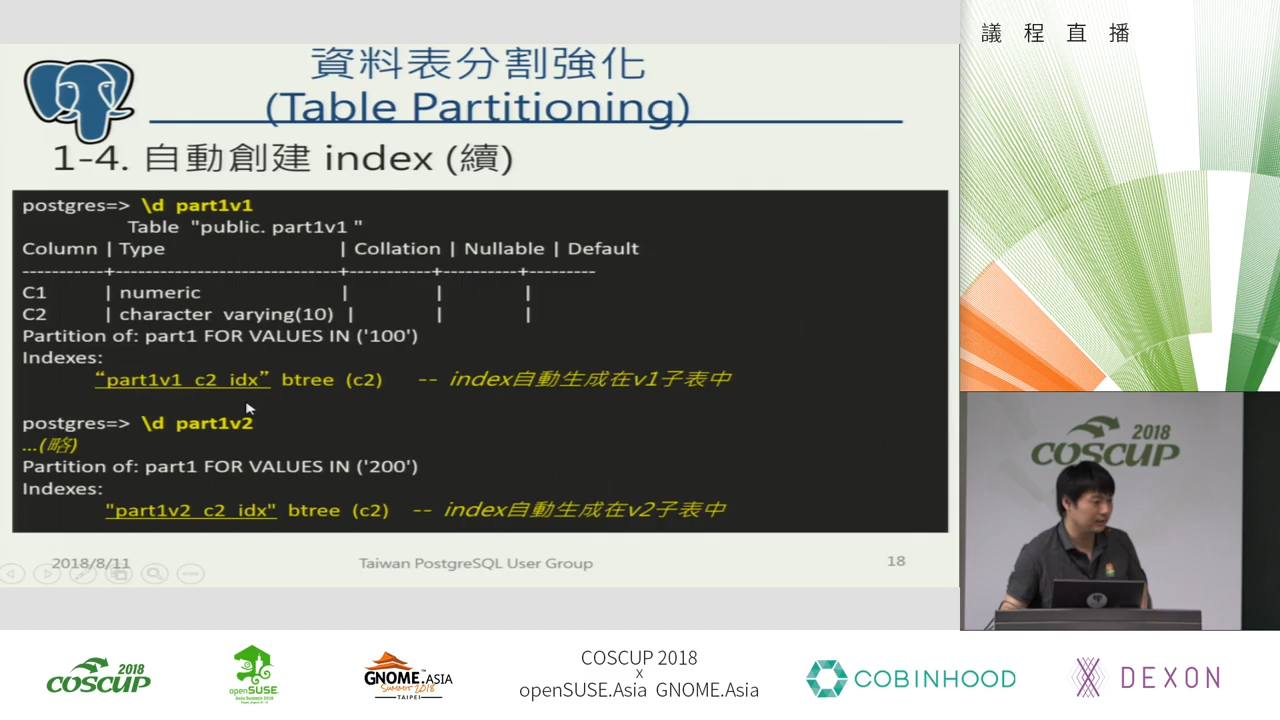 議程直播
資料表分割強化
(Table Partitioning)
1-4. 自動創建 index (續)
postgres=> \d part1v1
Table "public. part1v1 "
Column | Type | Collation | Nullable | Default
-----------+------------------------------+-----------+----------+---------
C1 | numeric | | |
C2 | character varying(10) | | |
Partition of: part1 FOR VALUES IN ('100')
Indexes:
“part1v1_c2_idx” btree (c2) -- index自動生成在v1子表中
postgres=> \d part1v2
...(略)
Partition of: part1 FOR VALUES IN ('200')
Indexes:
"part1v2_c2_idx" btree (c2) -- index自動生成在v2子表中
2018/8/11 Taiwan PostgreSQL User Group 18
2018
COSCUP
2018
COSCUP
openSUSE
GNOME.ASIA
SUMMIT 2018
TAIPEI
COSCUP 2018
x
openSUSE.Asia GNOME.Asia
COBINHOOD
DEXON